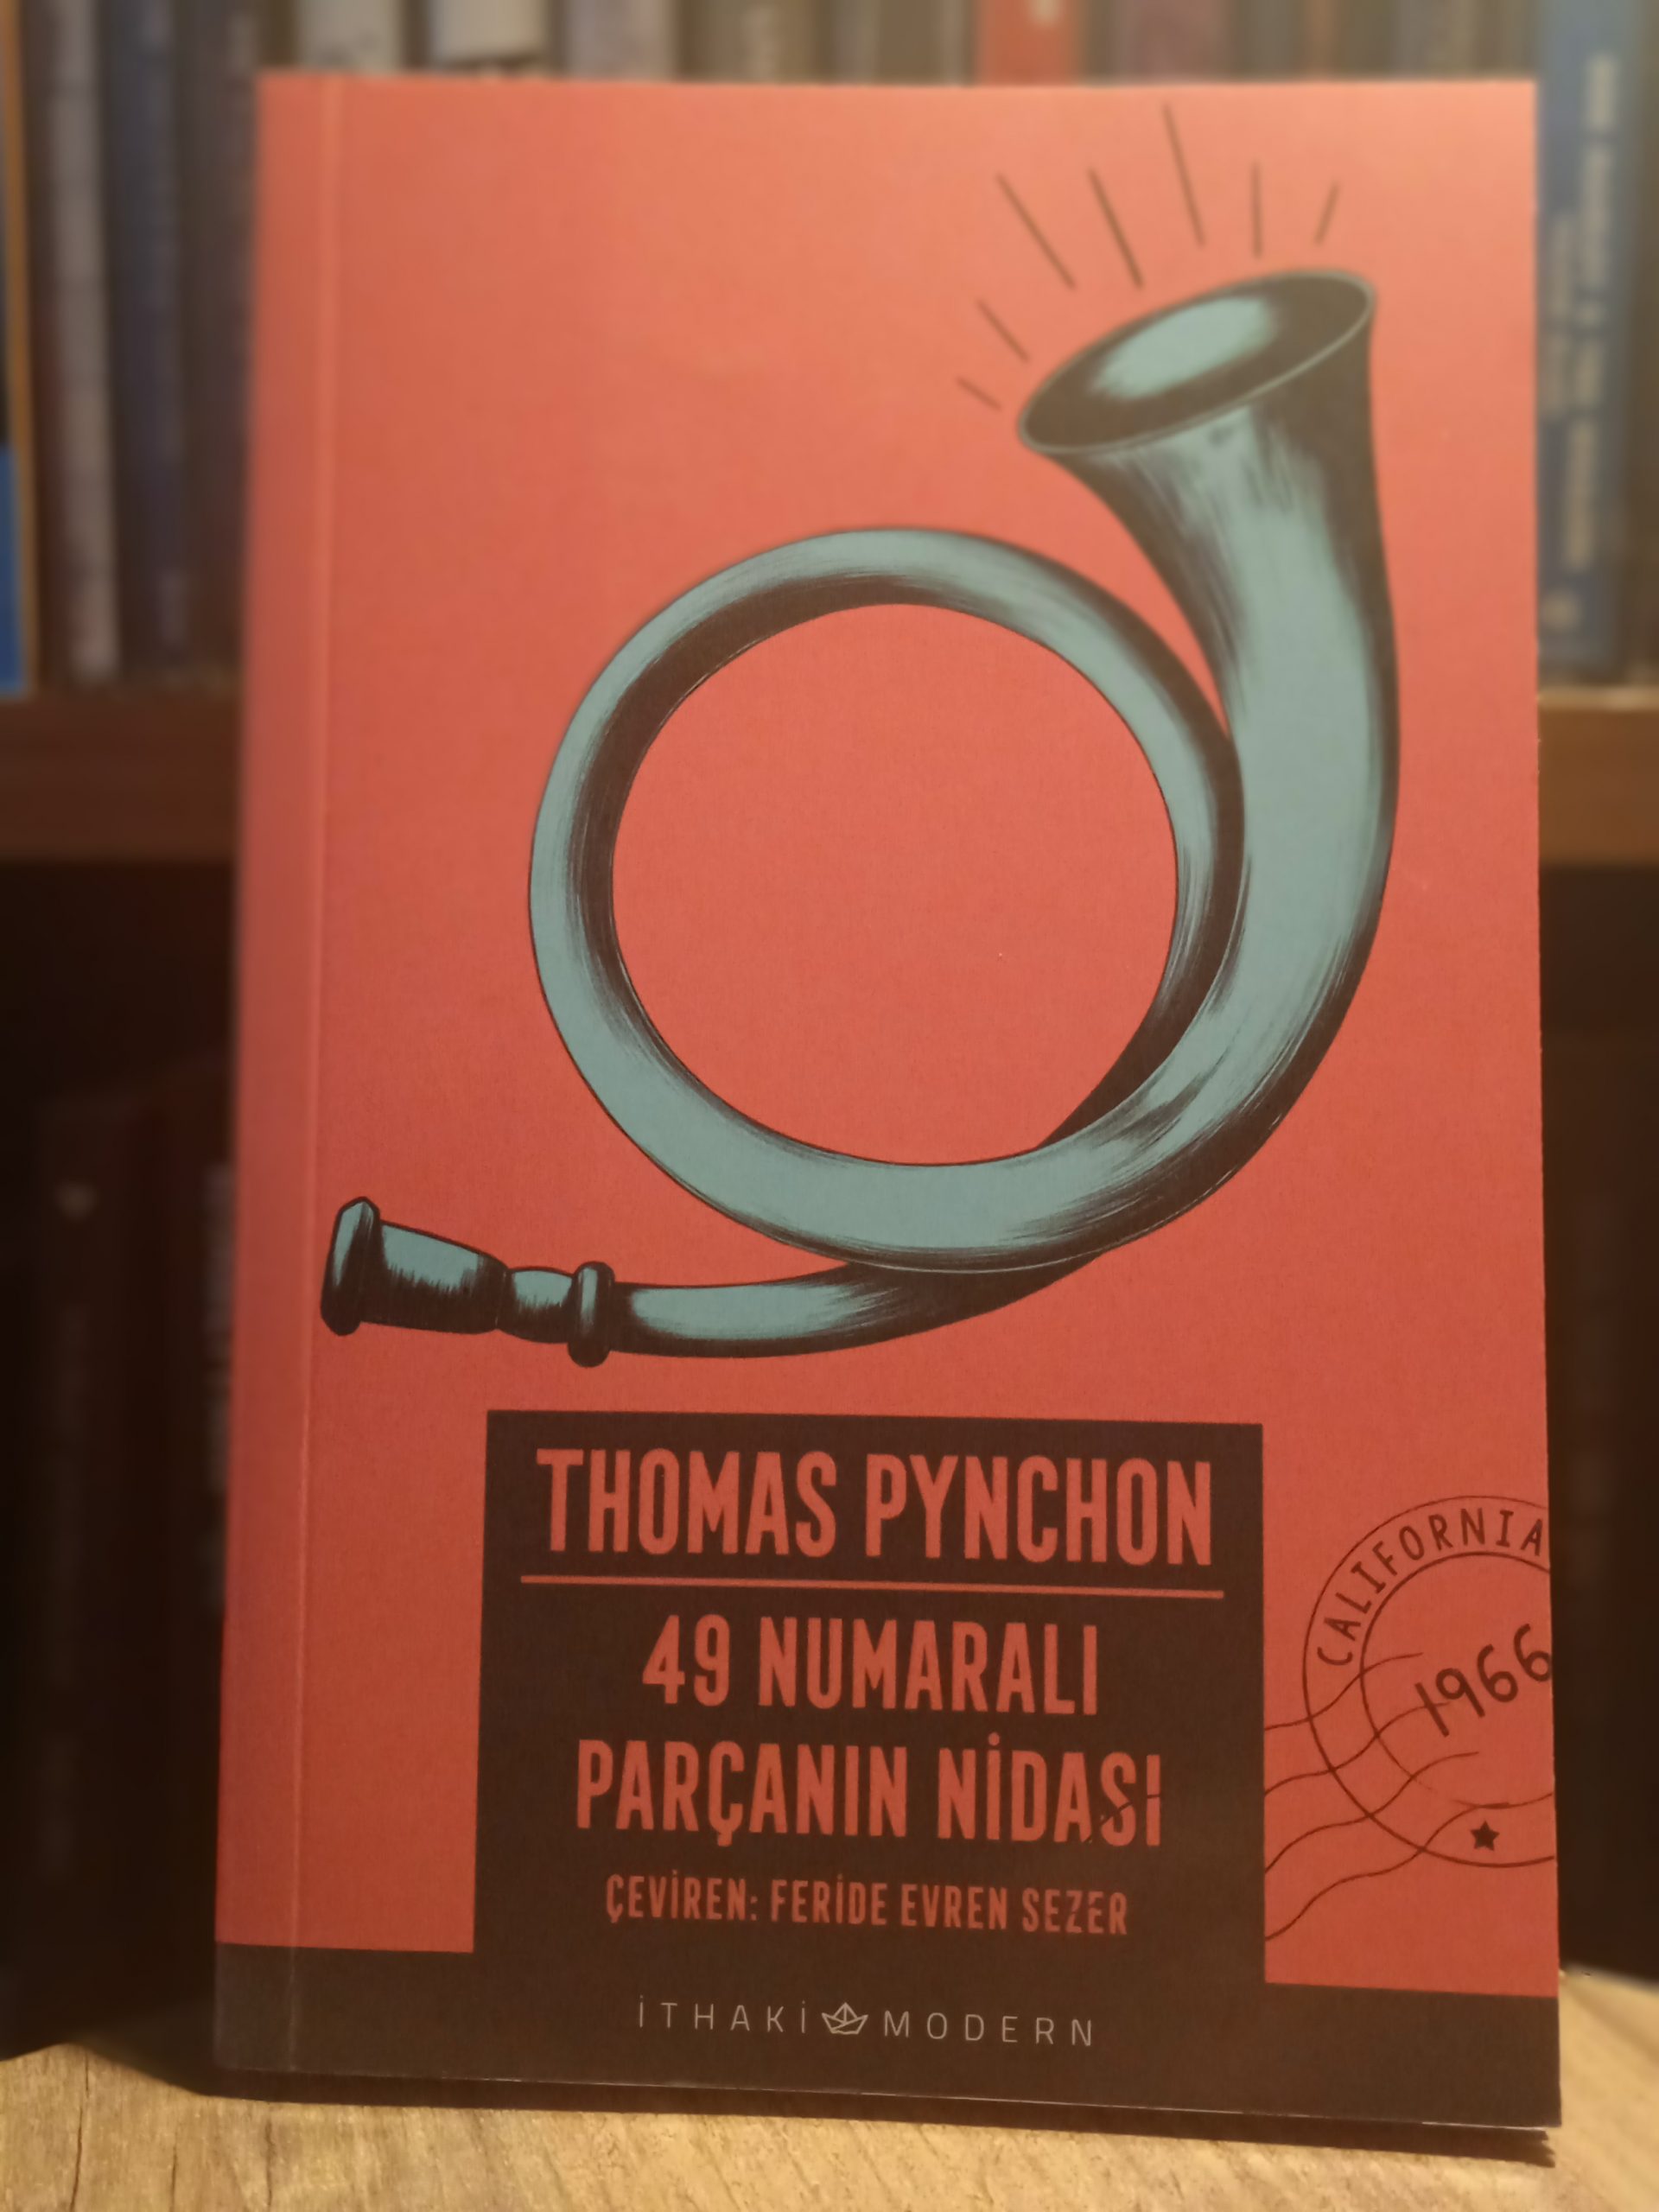 THOMAS PYNCHON
49 NUMARALI
PARÇANIN NİDASI
ÇEVİREN: FERİDE EVREN SEZER
CALIFORNIA
1966
İTHAKİ MODERN